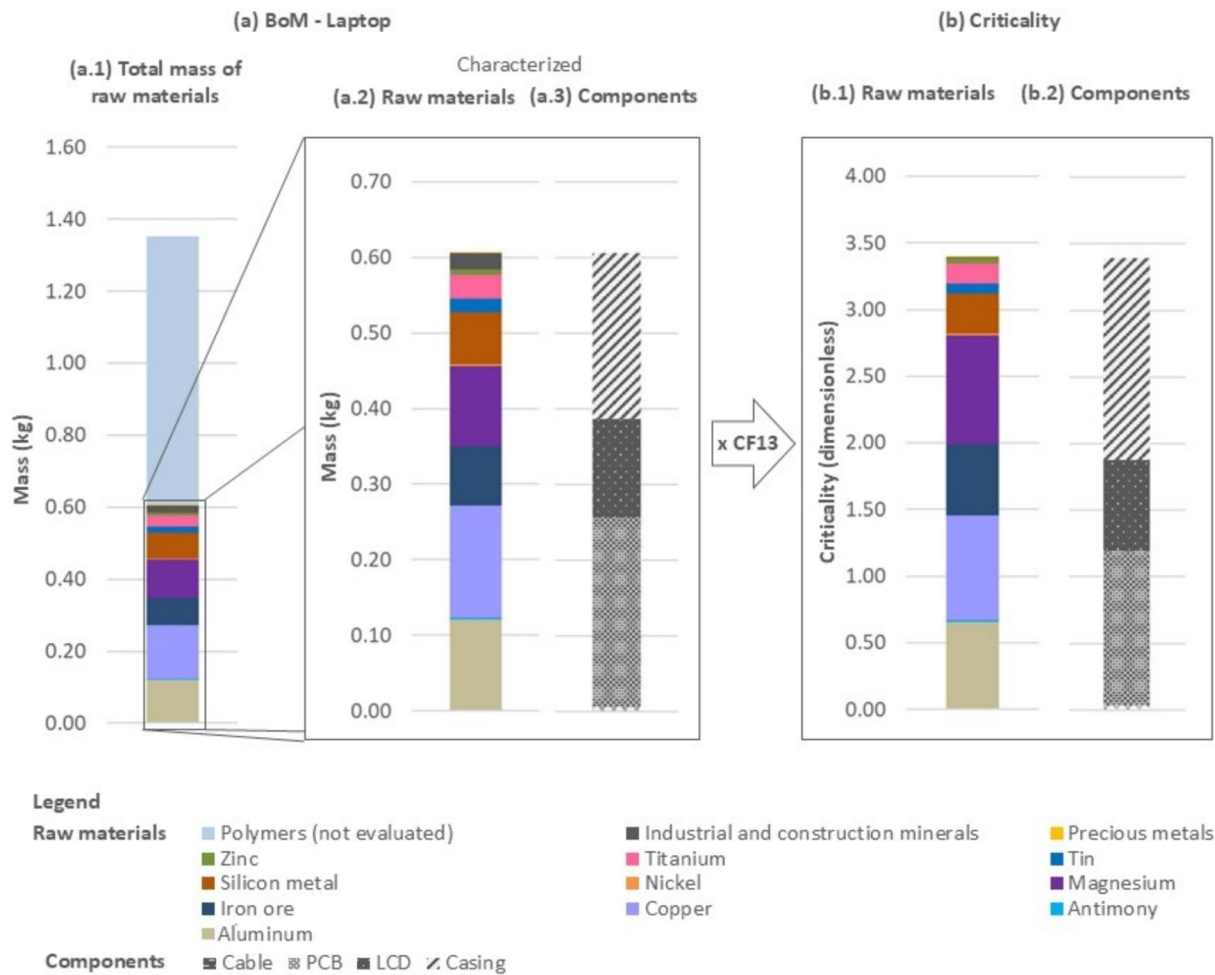 (a) BoM - Laptop
(b) Criticality
(a.1) Total mass of
raw materials
Characterized
(a.2) Raw materials
(a.3) Components
(b.1) Raw materials
(b.2) Components
1.60
1.40
1.20
1.00
0.80
0.60
0.40
0.20
0.00
Mass (kg)
0.70
0.60
0.50
0.40
0.30
0.20
0.10
0.00
Mass (kg)
x CF13
4.00
3.50
3.00
2.50
2.00
1.50
1.00
0.50
0.00
Criticality (dimensionless)
Legend
Raw materials
Polymers (not evaluated)
Industrial and construction minerals
Precious metals
Zinc
Titanium
Tin
Silicon metal
Nickel
Magnesium
Iron ore
Copper
Antimony
Aluminum
Components
Cable
PCB
LCD
Casing